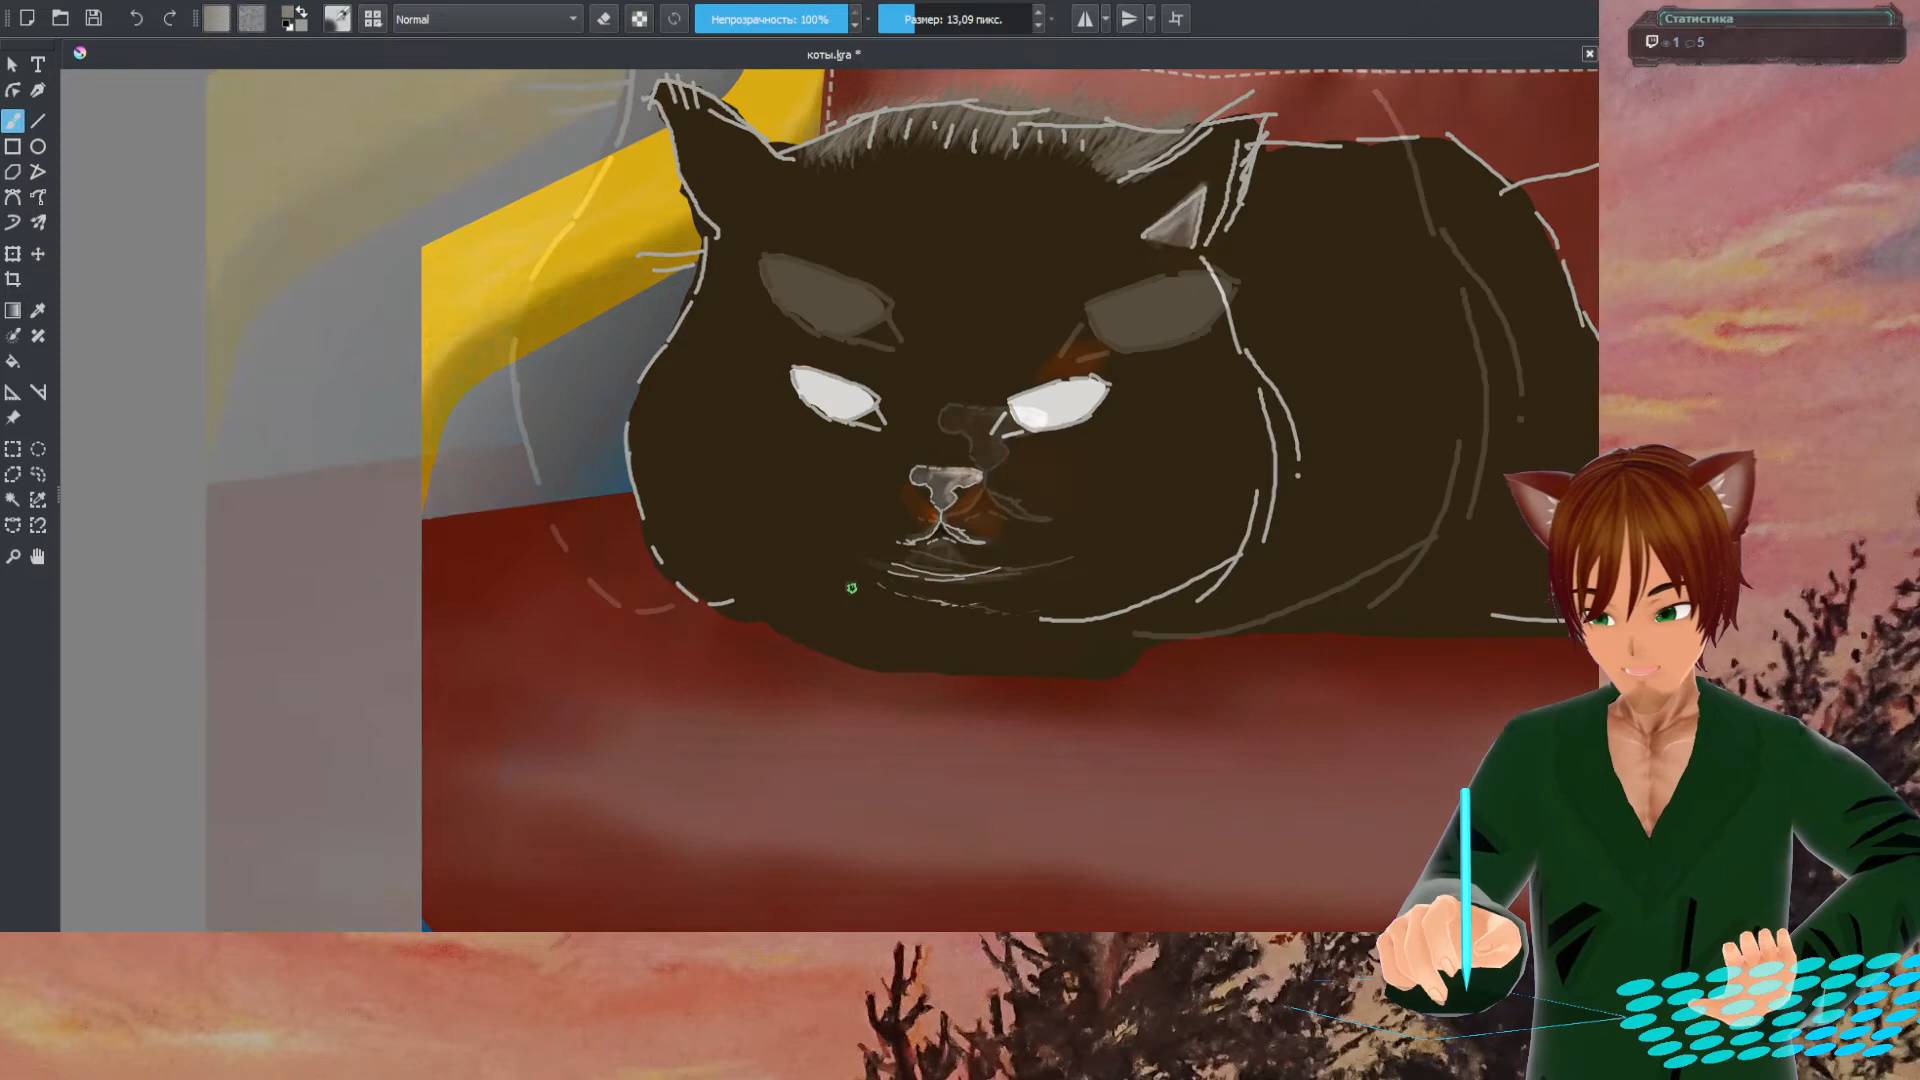 Normal
Непрозрачность: 100%
Размер: 13,09 пикс.
Статистика
коты.kra *
1
5